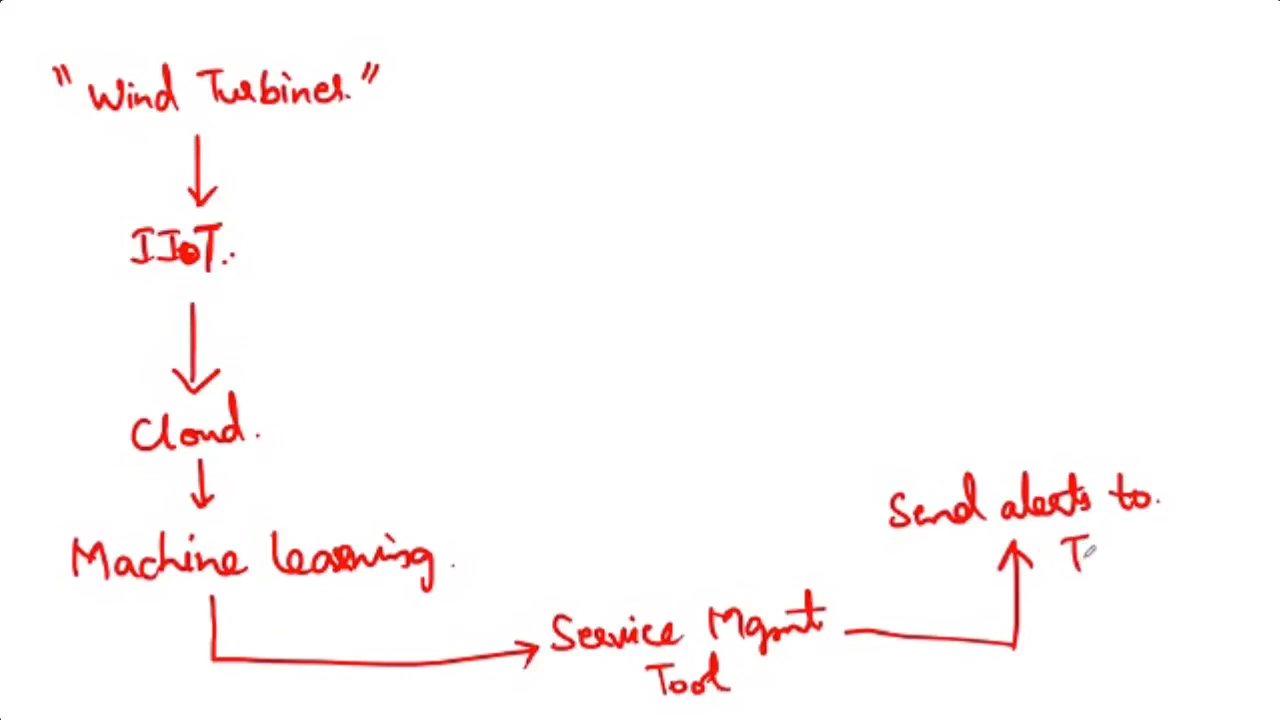 "Wind Turbines."
IIoT.
Cloud.
Machine learning.
Service Mgmt
Tool
Send alerts to.
T